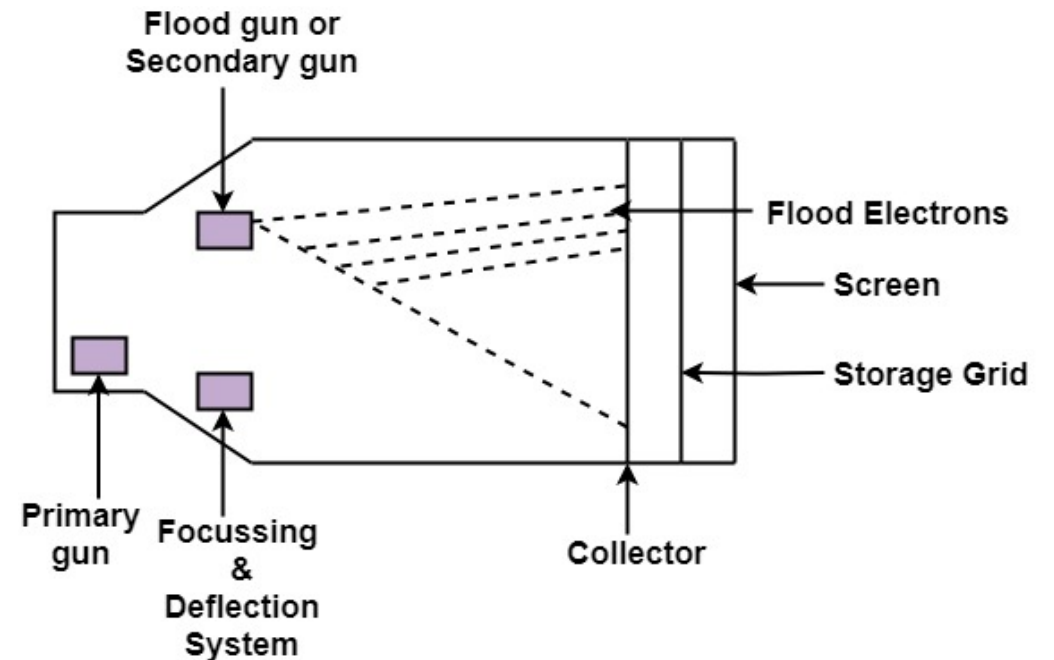 Flood gun or
Secondary gun
Flood Electrons
Screen
Storage Grid
Primary
gun
Focussing
&
Deflection
System
Collector